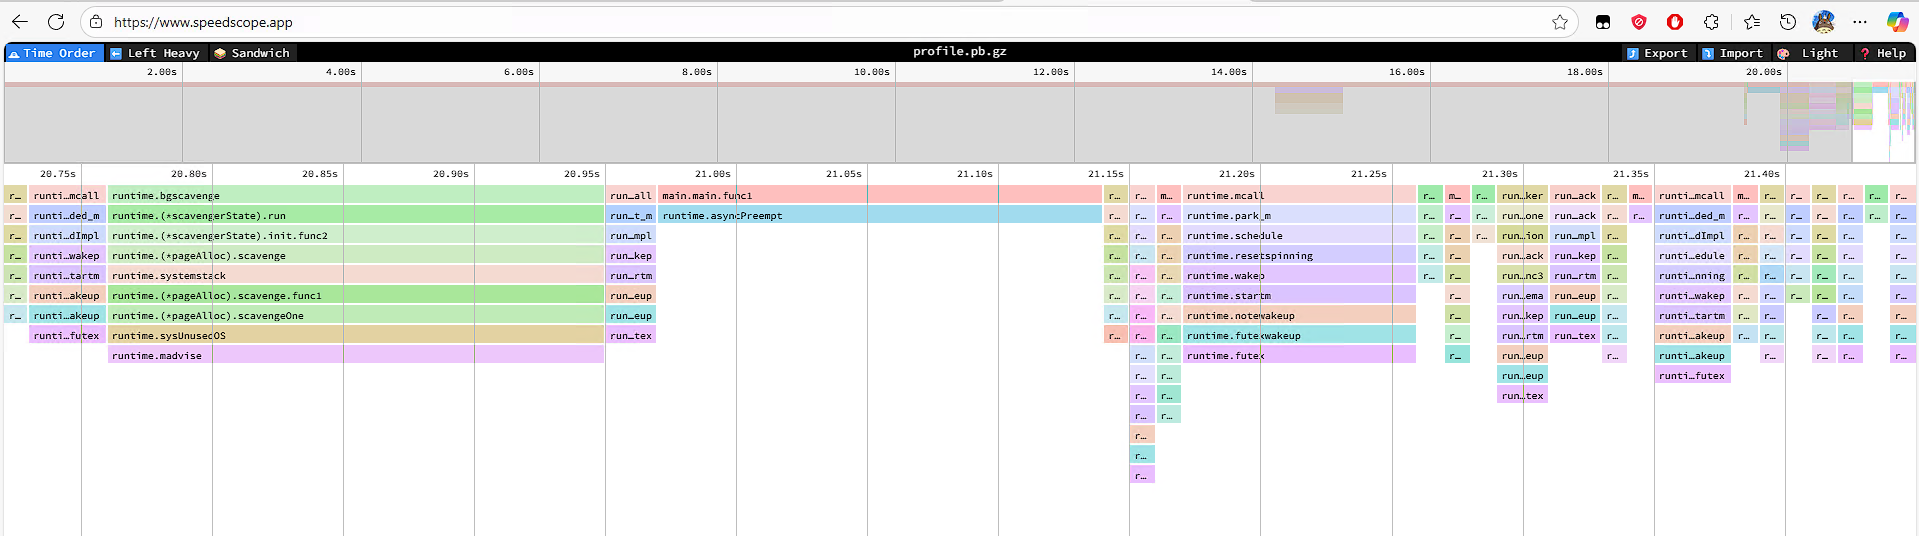 https://www.speedscope.app
Time Order Left Heavy Sandwich profile.pb.gz Export Import Light Help
2.00s 4.00s 6.00s 8.00s 10.00s 12.00s 14.00s 16.00s 18.00s 20.00s
20.75s 20.80s 20.85s 20.90s 20.95s 21.00s 21.05s 21.10s 21.15s 21.20s 21.25s 21.30s 21.35s 21.40s
r… runti…mcall runtime.bgscavenge run…all main.main.func1 r… r… m… runtime.mcall r… m… r… run…ker run…ack r… m… runti…mcall m… r… r… r… r… r… r…
r… runti…ded_m runtime.(*scavengerState).run run…t_m runtime.asyncPreempt r… r… r… runtime.park_m r… r… r… run…one run…ack r… r… runti…ded_m r… r… r… r… r… r… r…
r… runti…dImpl runtime.(*scavengerState).init.func2 run…mpl r… r… r… runtime.schedule r… r… r… run…ion run…mpl r… runti…dImpl r… r… r… r… r… r…
r… runti…wakep runtime.(*pageAlloc).scavenge run…kep r… r… r… runtime.resetspinning r… r… run…ack run…kep r… runti…edule r… r… r… r… r… r…
r… runti…tartm runtime.systemstack run…rtm r… r… r… runtime.wakep r… r… run…nc3 run…rtm r… runti…nning r… r… r… r… r… r…
r… runti…akeup runtime.(*pageAlloc).scavenge.func1 run…eup r… r… r… runtime.startm r… run…ema run…eup r… runti…wakep r… r… r… r… r… r…
r… runti…akeup runtime.(*pageAlloc).scavengeOne run…eup r… r… r… runtime.notewakeup r… run…kep run…eup r… runti…tartm r… r… r… r… r…
runti…futex runtime.sysUnusedOS run…tex r… r… r… runtime.futexwakeup r… run…rtm run…tex r… runti…akeup r… r… r… r… r…
runtime.madvise r… r… runtime.futex r… run…eup r… runti…akeup r… r… r… r…
r… r… run…eup runti…futex
r… r… run…tex
r… r…
r…
r…
r…